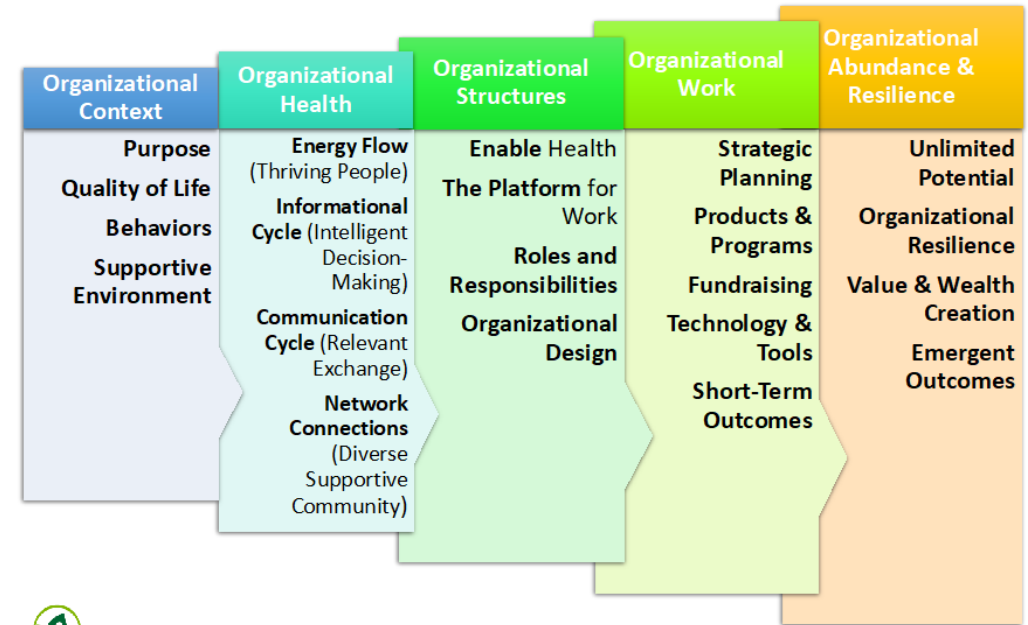 Organizational
Context
Purpose
Quality of Life
Behaviors
Supportive
Environment
Organizational
Health
Energy Flow
(Thriving People)
Informational
Cycle (Intelligent
Decision-
Making)
Communication
Cycle (Relevant
Exchange)
Network
Connections
(Diverse
Supportive
Community)
Organizational
Structures
Enable Health
The Platform for
Work
Roles and
Responsibilities
Organizational
Design
Organizational
Work
Strategic
Planning
Products &
Programs
Fundraising
Technology &
Tools
Short-Term
Outcomes
Organizational
Abundance &
Resilience
Unlimited
Potential
Organizational
Resilience
Value & Wealth
Creation
Emergent
Outcomes